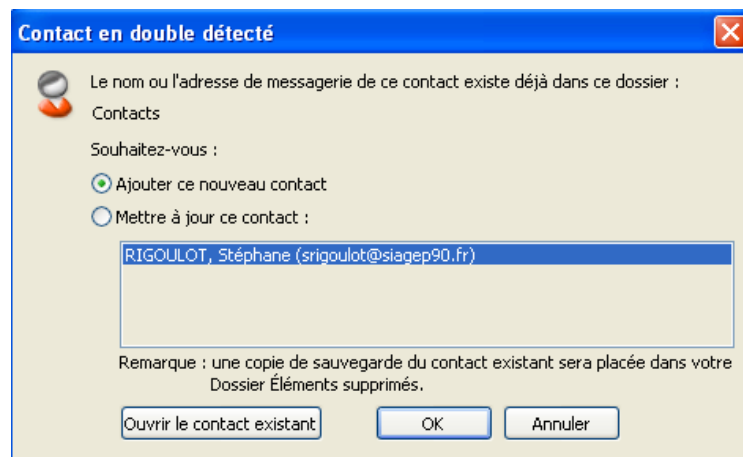 Contact en double détecté
Le nom ou l'adresse de messagerie de ce contact existe déjà dans ce dossier :
Contacts
Souhaitez-vous :
Ajouter ce nouveau contact
Mettre à jour ce contact :
RIGOULOT, Stéphane (srigoulot@siagep90.fr)
Remarque : une copie de sauvegarde du contact existant sera placée dans votre
Dossier Éléments supprimés.
Ouvrir le contact existant OK Annuler